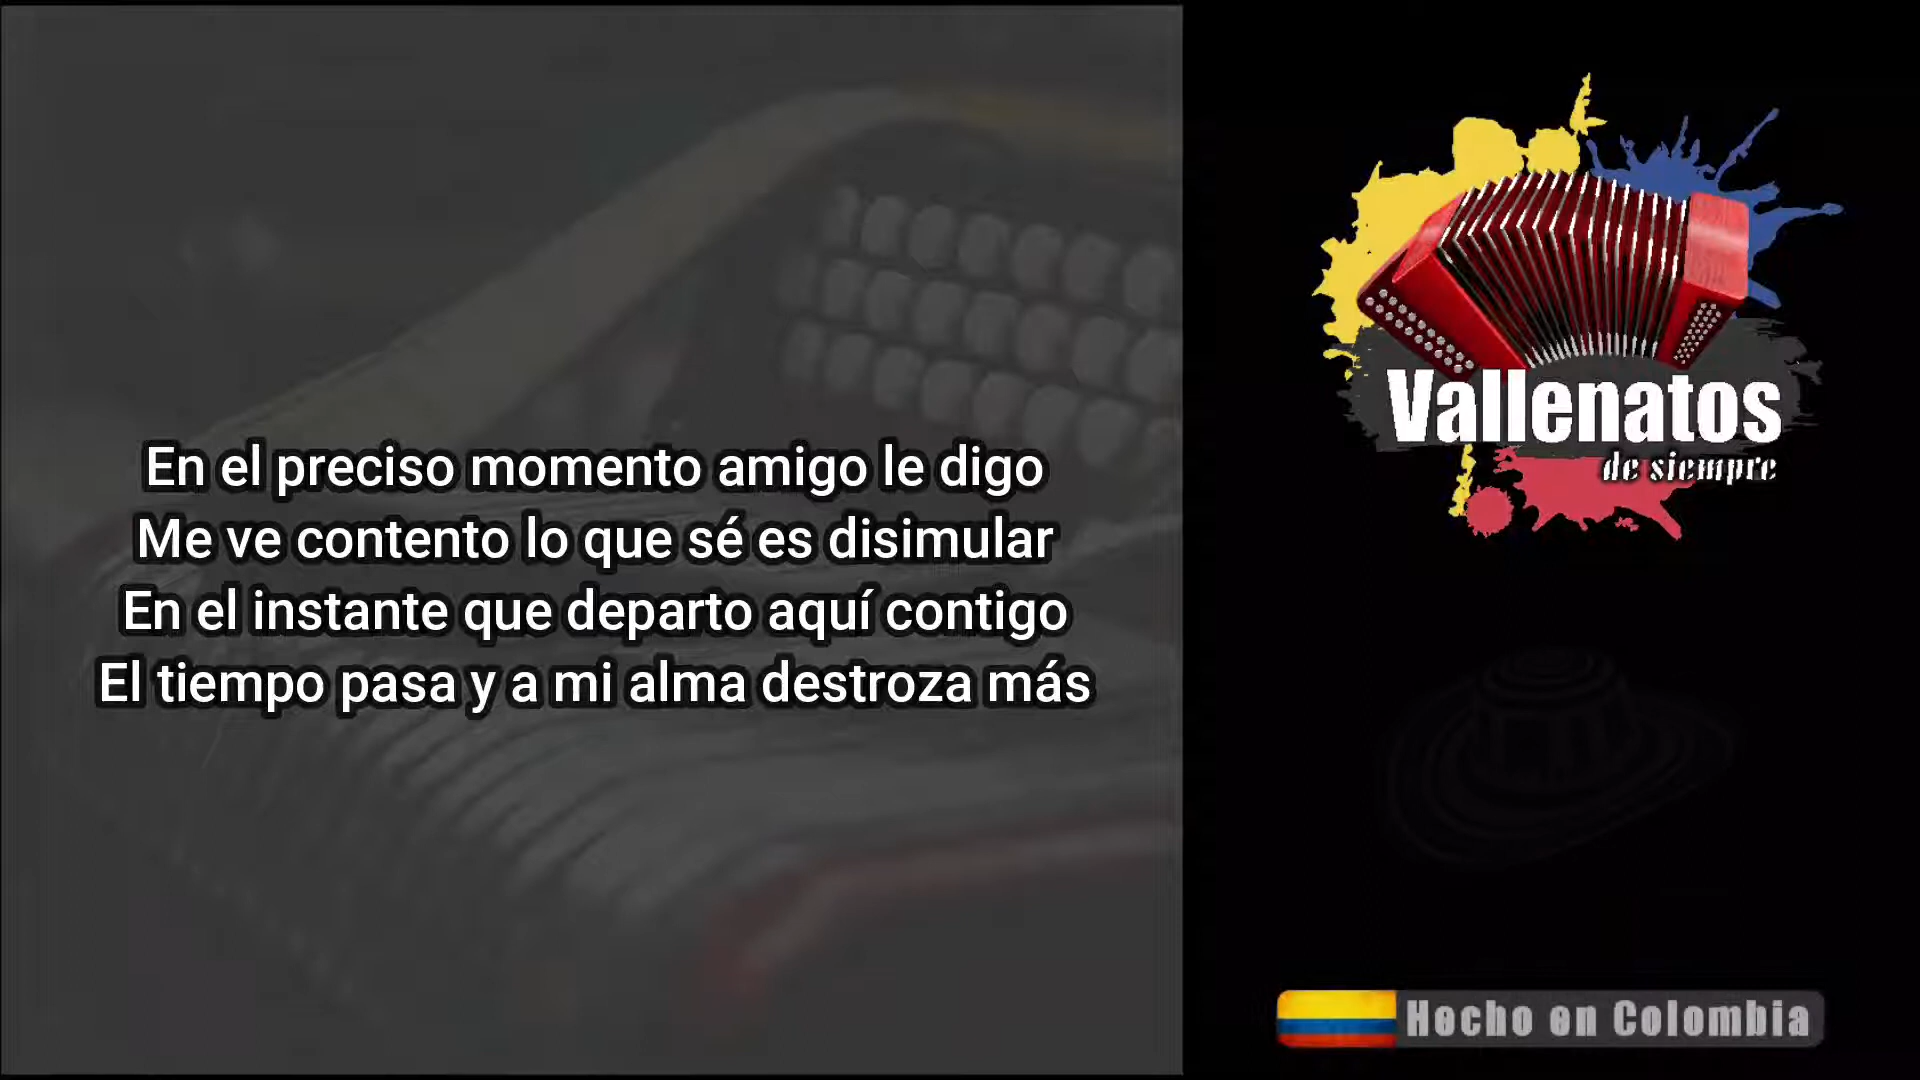 En el preciso momento amigo le digo
Me ve contento lo que sé es disimular
En el instante que departo aquí contigo
El tiempo pasa y a mi alma destroza más
Vallenatos
de siempre
Hecho en Colombia